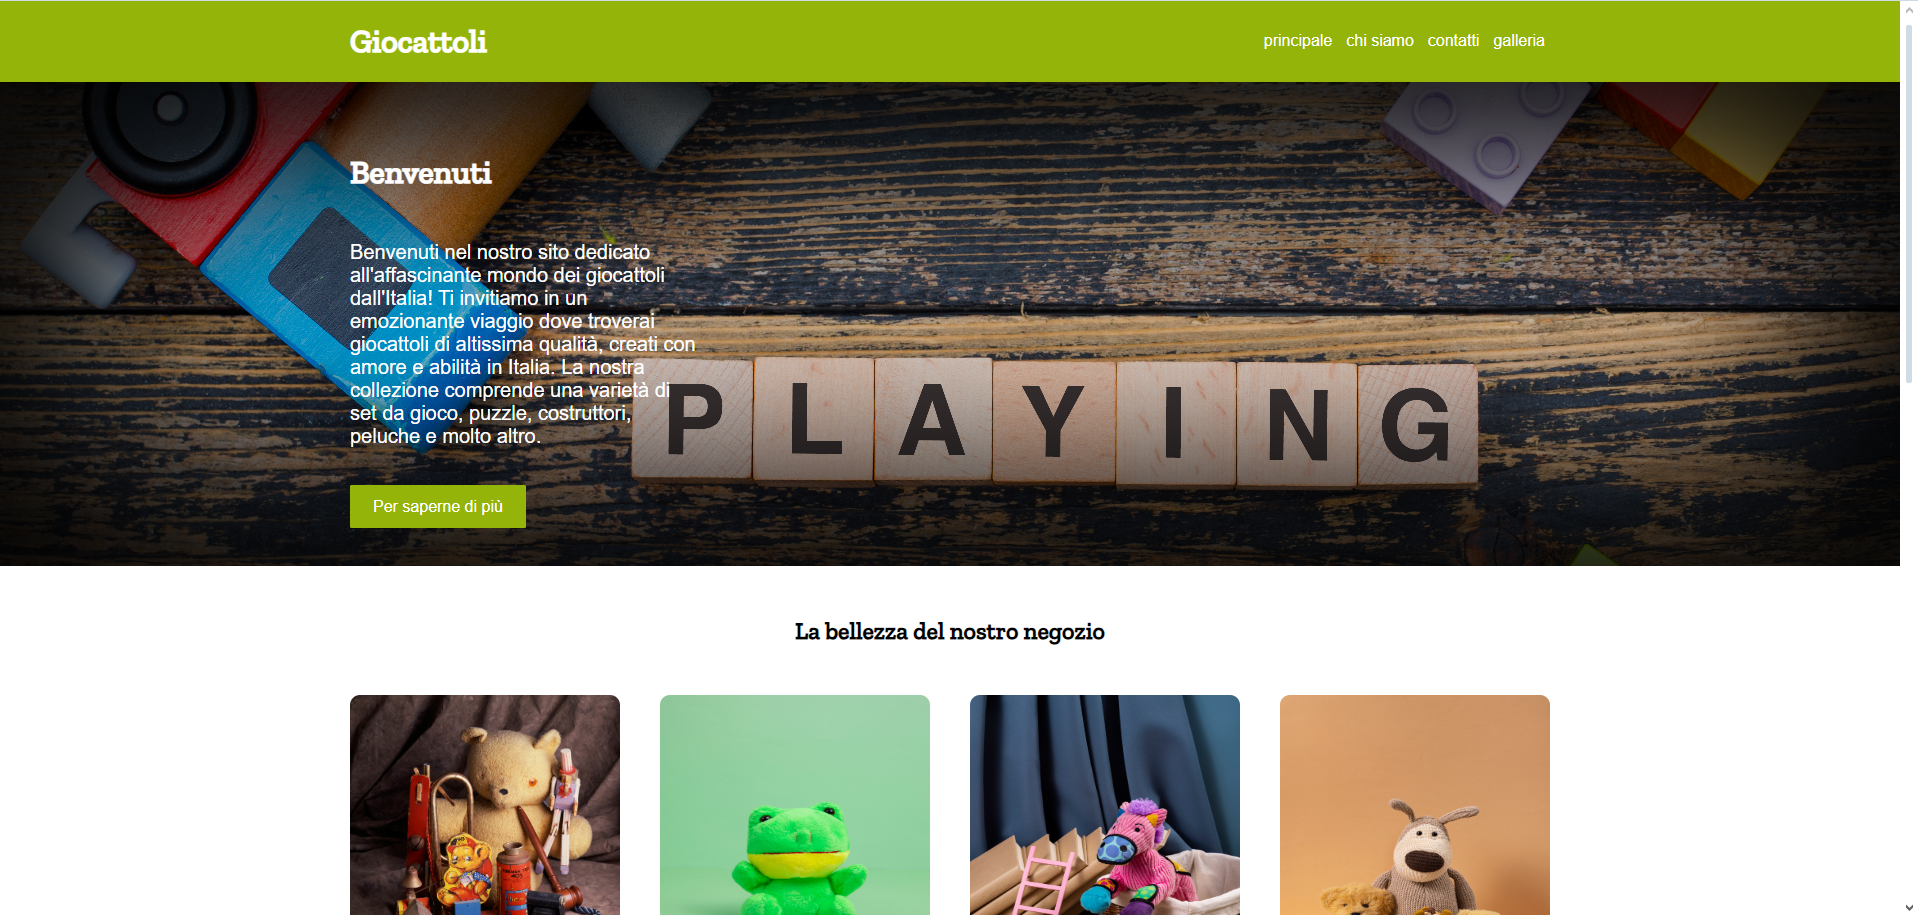 Giocattoli
principale chi siamo contatti galleria
Benvenuti
Benvenuti nel nostro sito dedicato
all'affascinante mondo dei giocattoli
dall'Italia! Ti invitiamo in un
emozionante viaggio dove troverai
giocattoli di altissima qualità, creati con
amore e abilità in Italia. La nostra
collezione comprende una varietà di
set da gioco, puzzle, costruttori,
peluche e molto altro.
PLAYING
Per saperne di più
La bellezza del nostro negozio